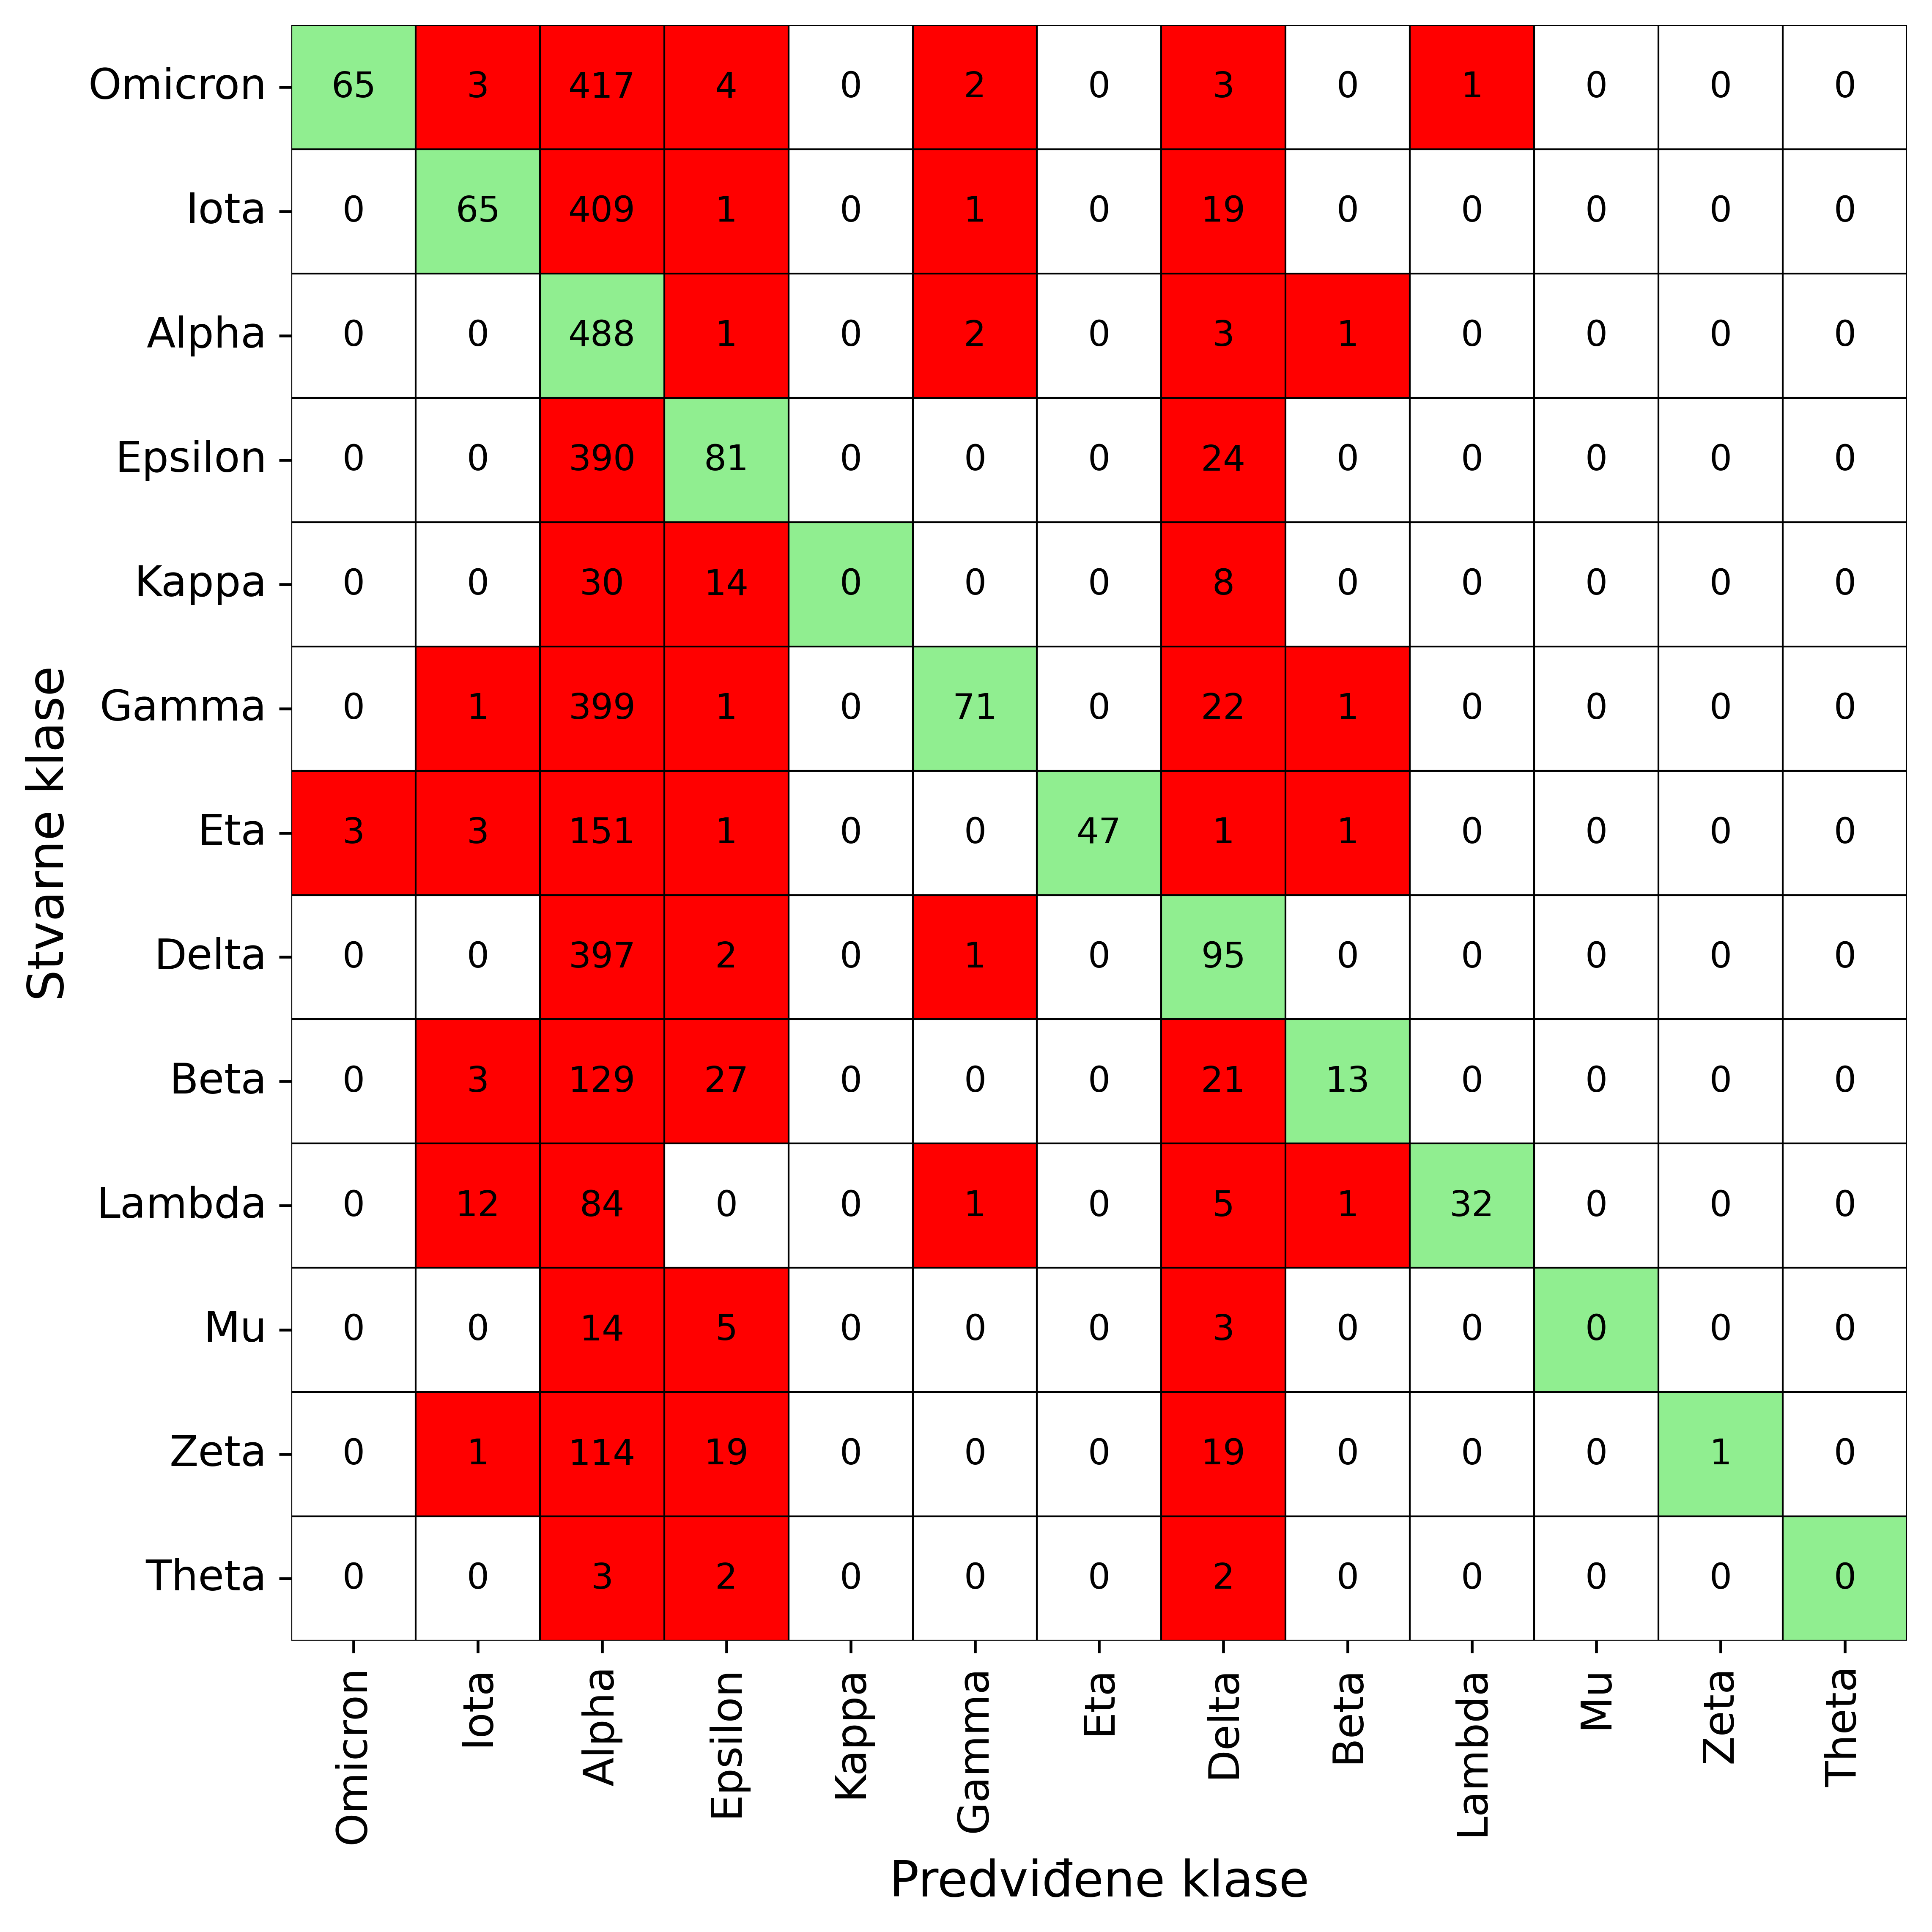 Omicron 65 3 417 4 0 2 0 3 0 1 0 0 0
Iota 0 65 409 1 0 1 0 19 0 0 0 0 0
Alpha 0 0 488 1 0 2 0 3 1 0 0 0 0
Epsilon 0 0 390 81 0 0 0 24 0 0 0 0 0
Kappa 0 0 30 14 0 0 0 8 0 0 0 0 0
Gamma 0 1 399 1 0 71 0 22 1 0 0 0 0
Eta 3 3 151 1 0 0 47 1 1 0 0 0 0
Delta 0 0 397 2 0 1 0 95 0 0 0 0 0
Beta 0 3 129 27 0 0 0 21 13 0 0 0 0
Lambda 0 12 84 0 0 1 0 5 1 32 0 0 0
Mu 0 0 14 5 0 0 0 3 0 0 0 0 0
Zeta 0 1 114 19 0 0 0 19 0 0 0 1 0
Theta 0 0 3 2 0 0 0 2 0 0 0 0 0
Stvarne klase
Omicron Iota Alpha Epsilon Kappa Gamma Eta Delta Beta Lambda Mu Zeta Theta
Predviđene klase